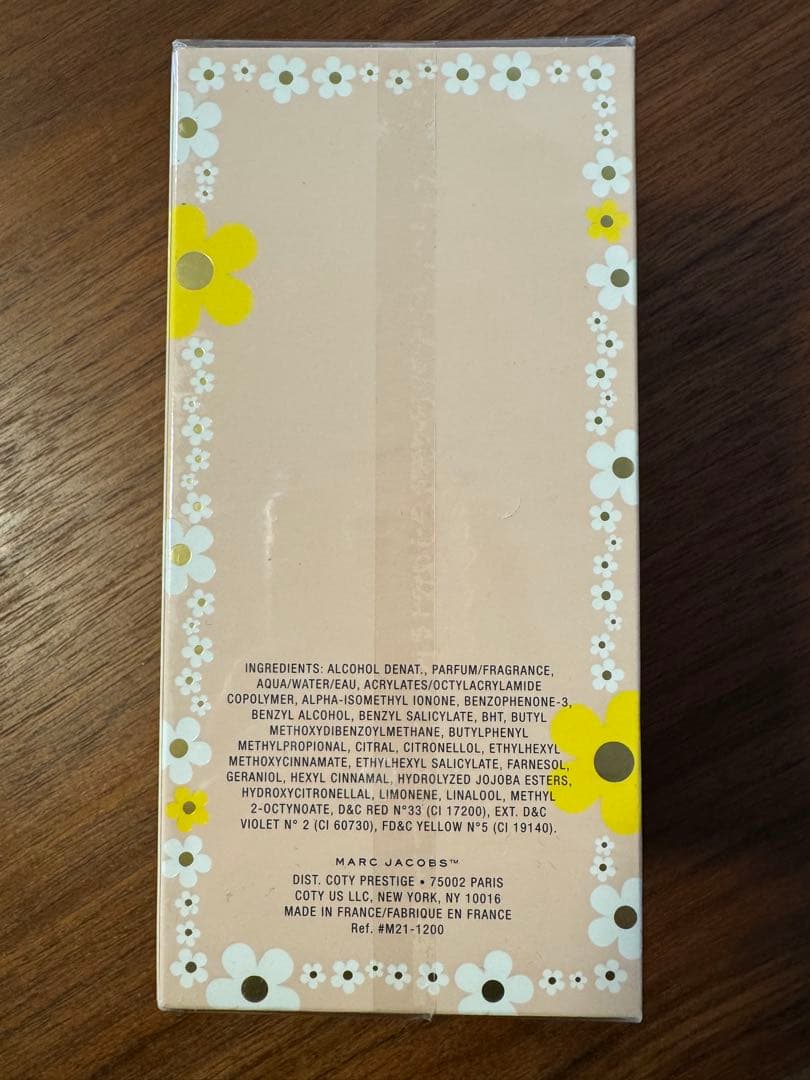 INGREDIENTS: ALCOHOL DENAT., PARFUM/FRAGRANCE,
AQUA/WATER/EAU, ACRYLATES/OCTYLACRYLAMIDE
COPOLYMER, ALPHA-ISOMETHYL IONONE, BENZOPHENONE-3,
BENZYL ALCOHOL, BENZYL SALICYLATE, BHT, BUTYL
METHOXYDIBENZOYLMETHANE, BUTYLPHENYL
METHYLPROPIONAL, CITRAL, CITRONELLOL, ETHYLHEXYL
METHOXYCINNAMATE, ETHYLHEXYL SALICYLATE, FARNESOL,
GERANIOL, HEXYL CINNAMAL, HYDROLYZED JOJOBA ESTERS,
HYDROXYCITRONELLAL, LIMONENE, LINALOOL, METHYL
2-OCTYNOATE, D&C RED N°33 (CI 17200), EXT. D&C
VIOLET N° 2 (CI 60730), FD&C YELLOW N°5 (CI 19140).
MARC JACOBS™
DIST. COTY PRESTIGE • 75002 PARIS
COTY US LLC, NEW YORK, NY 10016
MADE IN FRANCE/FABRIQUE EN FRANCE
Ref. #M21-1200